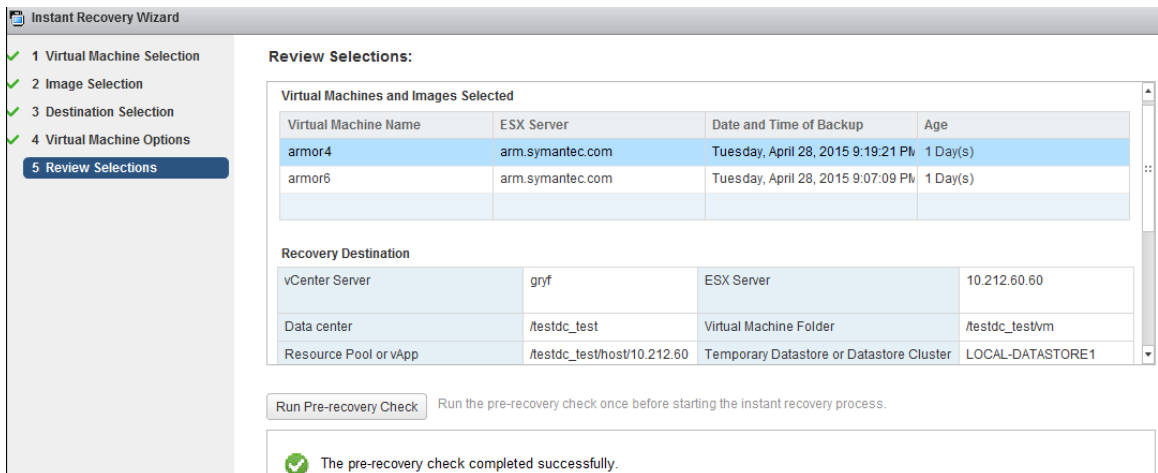 Instant Recovery Wizard
1 Virtual Machine Selection
2 Image Selection
3 Destination Selection
4 Virtual Machine Options
5 Review Selections
Review Selections:
Virtual Machines and Images Selected
Virtual Machine Name ESX Server Date and Time of Backup Age
armor4 arm.symantec.com Tuesday, April 28, 2015 9:19:21 PM 1 Day(s)
armor6 arm.symantec.com Tuesday, April 28, 2015 9:07:09 PM 1 Day(s)
Recovery Destination
vCenter Server gryf ESX Server 10.212.60.60
Data center /testdc_test Virtual Machine Folder /testdc_test/vm
Resource Pool or vApp /testdc_test/host/10.212.60 Temporary Datastore or Datastore Cluster LOCAL-DATASTORE1
Run Pre-recovery Check Run the pre-recovery check once before starting the instant recovery process.
The pre-recovery check completed successfully.